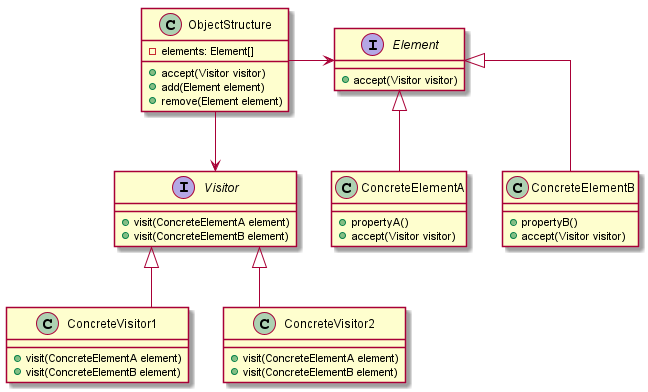 C ObjectStructure
elements: Element[]
accept(Visitor visitor)
add(Element element)
remove(Element element)
I Element
accept(Visitor visitor)
I Visitor
visit(ConcreteElementA element)
visit(ConcreteElementB element)
C ConcreteElementA
propertyA()
accept(Visitor visitor)
C ConcreteElementB
propertyB()
accept(Visitor visitor)
C ConcreteVisitor1
visit(ConcreteElementA element)
visit(ConcreteElementB element)
C ConcreteVisitor2
visit(ConcreteElementA element)
visit(ConcreteElementB element)